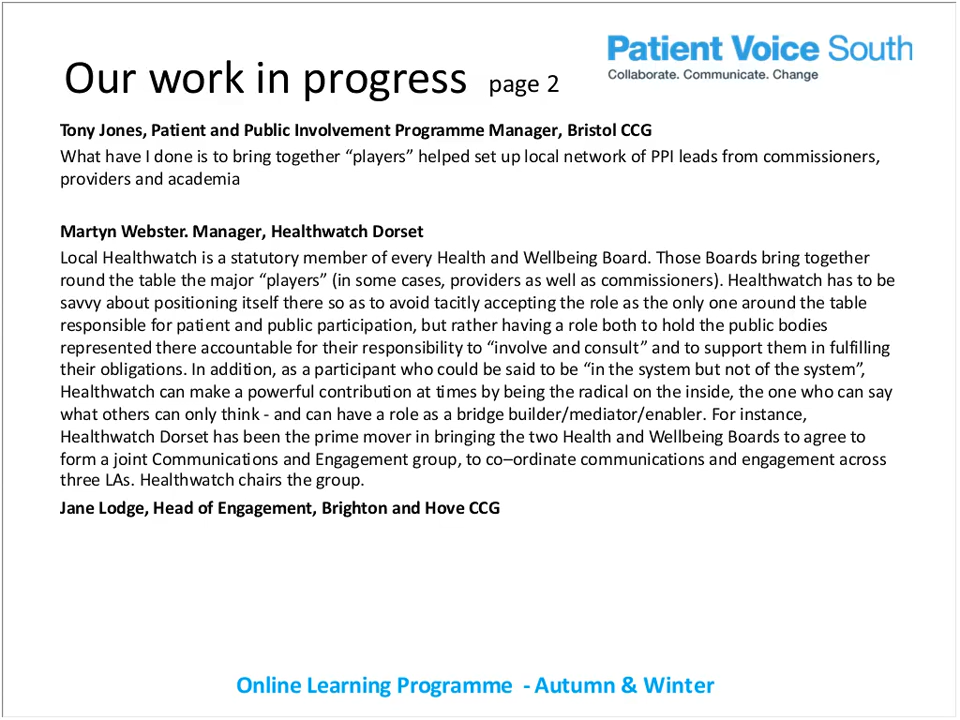 Patient Voice South
Collaborate. Communicate. Change
Our work in progress page 2
Tony Jones, Patient and Public Involvement Programme Manager, Bristol CCG
What have I done is to bring together “players” helped set up local network of PPI leads from commissioners,
providers and academia
Martyn Webster. Manager, Healthwatch Dorset
Local Healthwatch is a statutory member of every Health and Wellbeing Board. Those Boards bring together
round the table the major “players” (in some cases, providers as well as commissioners). Healthwatch has to be
savvy about positioning itself there so as to avoid tacitly accepting the role as the only one around the table
responsible for patient and public participation, but rather having a role both to hold the public bodies
represented there accountable for their responsibility to “involve and consult” and to support them in fulfilling
their obligations. In addition, as a participant who could be said to be “in the system but not of the system”,
Healthwatch can make a powerful contribution at times by being the radical on the inside, the one who can say
what others can only think - and can have a role as a bridge builder/mediator/enabler. For instance,
Healthwatch Dorset has been the prime mover in bringing the two Health and Wellbeing Boards to agree to
form a joint Communications and Engagement group, to co–ordinate communications and engagement across
three LAs. Healthwatch chairs the group.
Jane Lodge, Head of Engagement, Brighton and Hove CCG
Online Learning Programme - Autumn & Winter